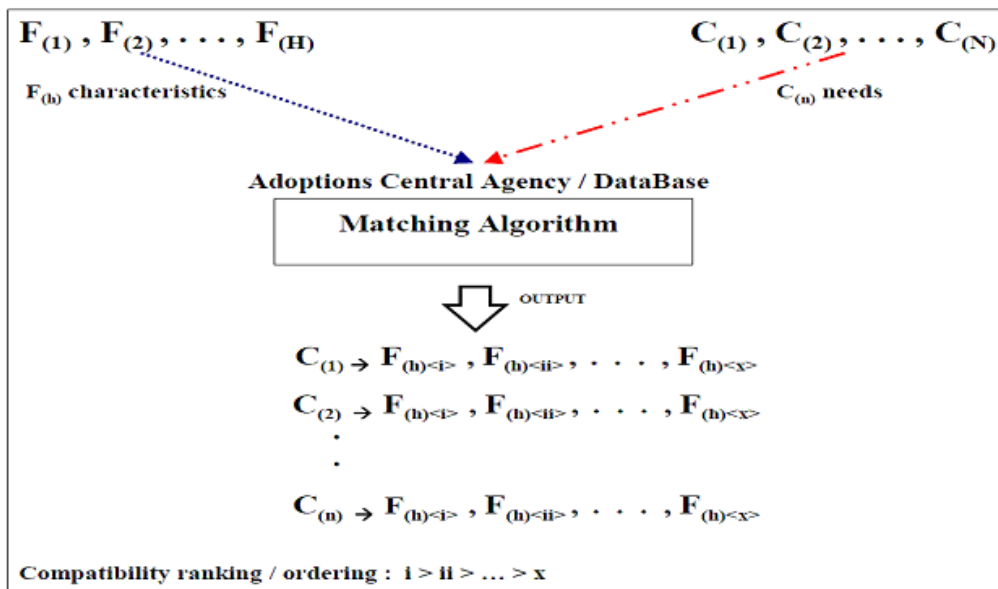 F(1) , F(2) , . . . , F(H)
C(1) , C(2) , . . . , C(N)
F(h) characteristics
C(n) needs
Adoptions Central Agency / DataBase
Matching Algorithm
OUTPUT
C(1) → F(h)<i> , F(h)<ii> , . . . , F(h)<x>
C(2) → F(h)<i> , F(h)<ii> , . . . , F(h)<x>
.
.
C(n) → F(h)<i> , F(h)<ii> , . . . , F(h)<x>
Compatibility ranking / ordering : i > ii > ... > x